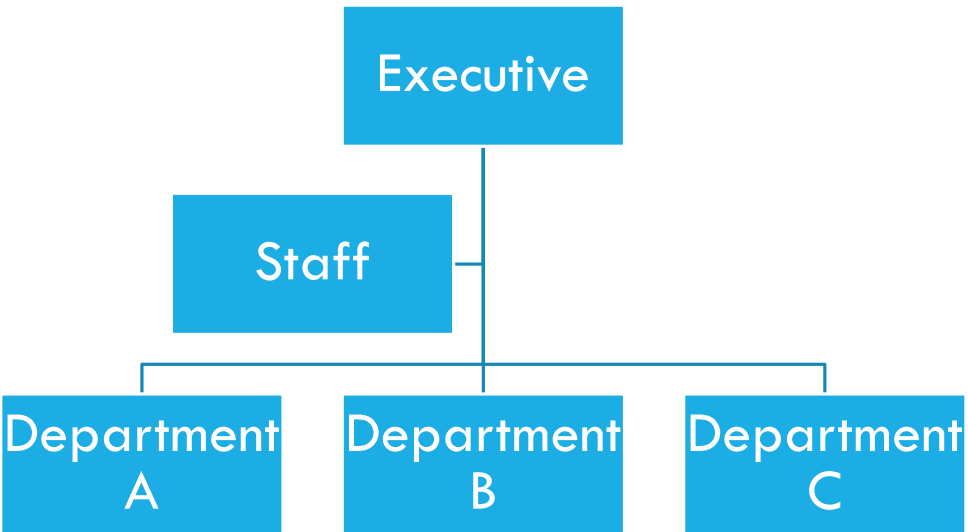 Executive
Staff
Department
A
Department
B
Department
C